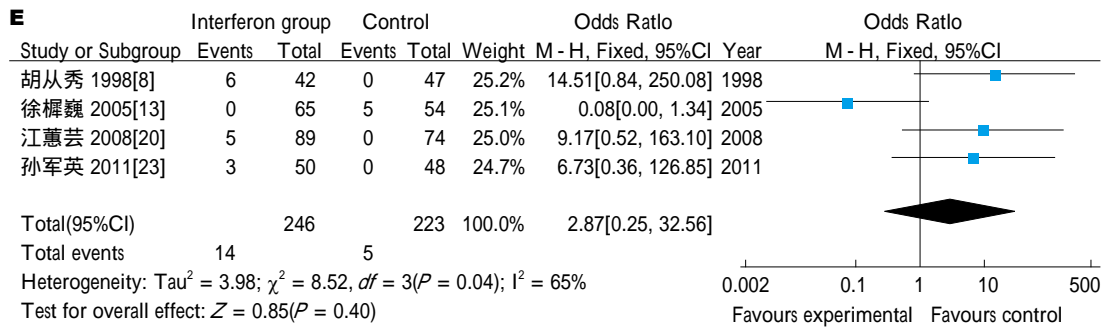 E
Interferon group Control Odds Ratlo Odds Ratlo
Study or Subgroup Events Total Events Total Weight M - H, Fixed, 95%CI Year M - H, Fixed, 95%CI
胡从秀 1998[8] 6 42 0 47 25.2% 14.51[0.84, 250.08] 1998
徐樨巍 2005[13] 0 65 5 54 25.1% 0.08[0.00, 1.34] 2005
江蕙芸 2008[20] 5 89 0 74 25.0% 9.17[0.52, 163.10] 2008
孙军英 2011[23] 3 50 0 48 24.7% 6.73[0.36, 126.85] 2011
Total(95%CI) 246 223 100.0% 2.87[0.25, 32.56]
Total events 14 5
Heterogeneity: Tau² = 3.98; χ² = 8.52, df = 3(P = 0.04); I² = 65%
Test for overall effect: Z = 0.85(P = 0.40)
0.002 0.1 1 10 500
Favours experimental Favours control